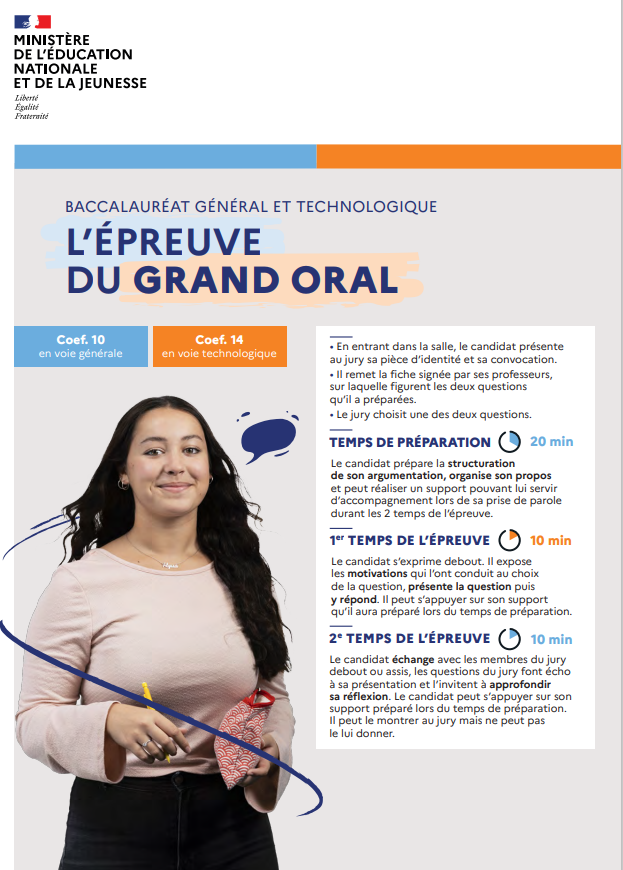 MINISTÈRE
DE L'ÉDUCATION
NATIONALE
ET DE LA JEUNESSE
Liberté
Égalité
Fraternité
BACCALAURÉAT GÉNÉRAL ET TECHNOLOGIQUE
L'ÉPREUVE
DU GRAND ORAL
Coef. 10
en voie générale
Coef. 14
en voie technologique
• En entrant dans la salle, le candidat présente
au jury sa pièce d'identité et sa convocation.
• Il remet la fiche signée par ses professeurs,
sur laquelle figurent les deux questions
qu'il a préparées.
• Le jury choisit une des deux questions.
TEMPS DE PRÉPARATION 20 min
Le candidat prépare la structuration
de son argumentation, organise son propos
et peut réaliser un support pouvant lui servir
d'accompagnement lors de sa prise de parole
durant les 2 temps de l'épreuve.
1er TEMPS DE L'ÉPREUVE 10 min
Le candidat s'exprime debout. Il expose
les motivations qui l'ont conduit au choix
de la question, présente la question puis
y répond. Il peut s'appuyer sur son support
qu'il aura préparé lors du temps de préparation.
2e TEMPS DE L'ÉPREUVE 10 min
Le candidat échange avec les membres du jury
debout ou assis, les questions du jury font écho
à sa présentation et l'invitent à approfondir
sa réflexion. Le candidat peut s'appuyer sur son
support préparé lors du temps de préparation.
Il peut le montrer au jury mais ne peut pas
le lui donner.